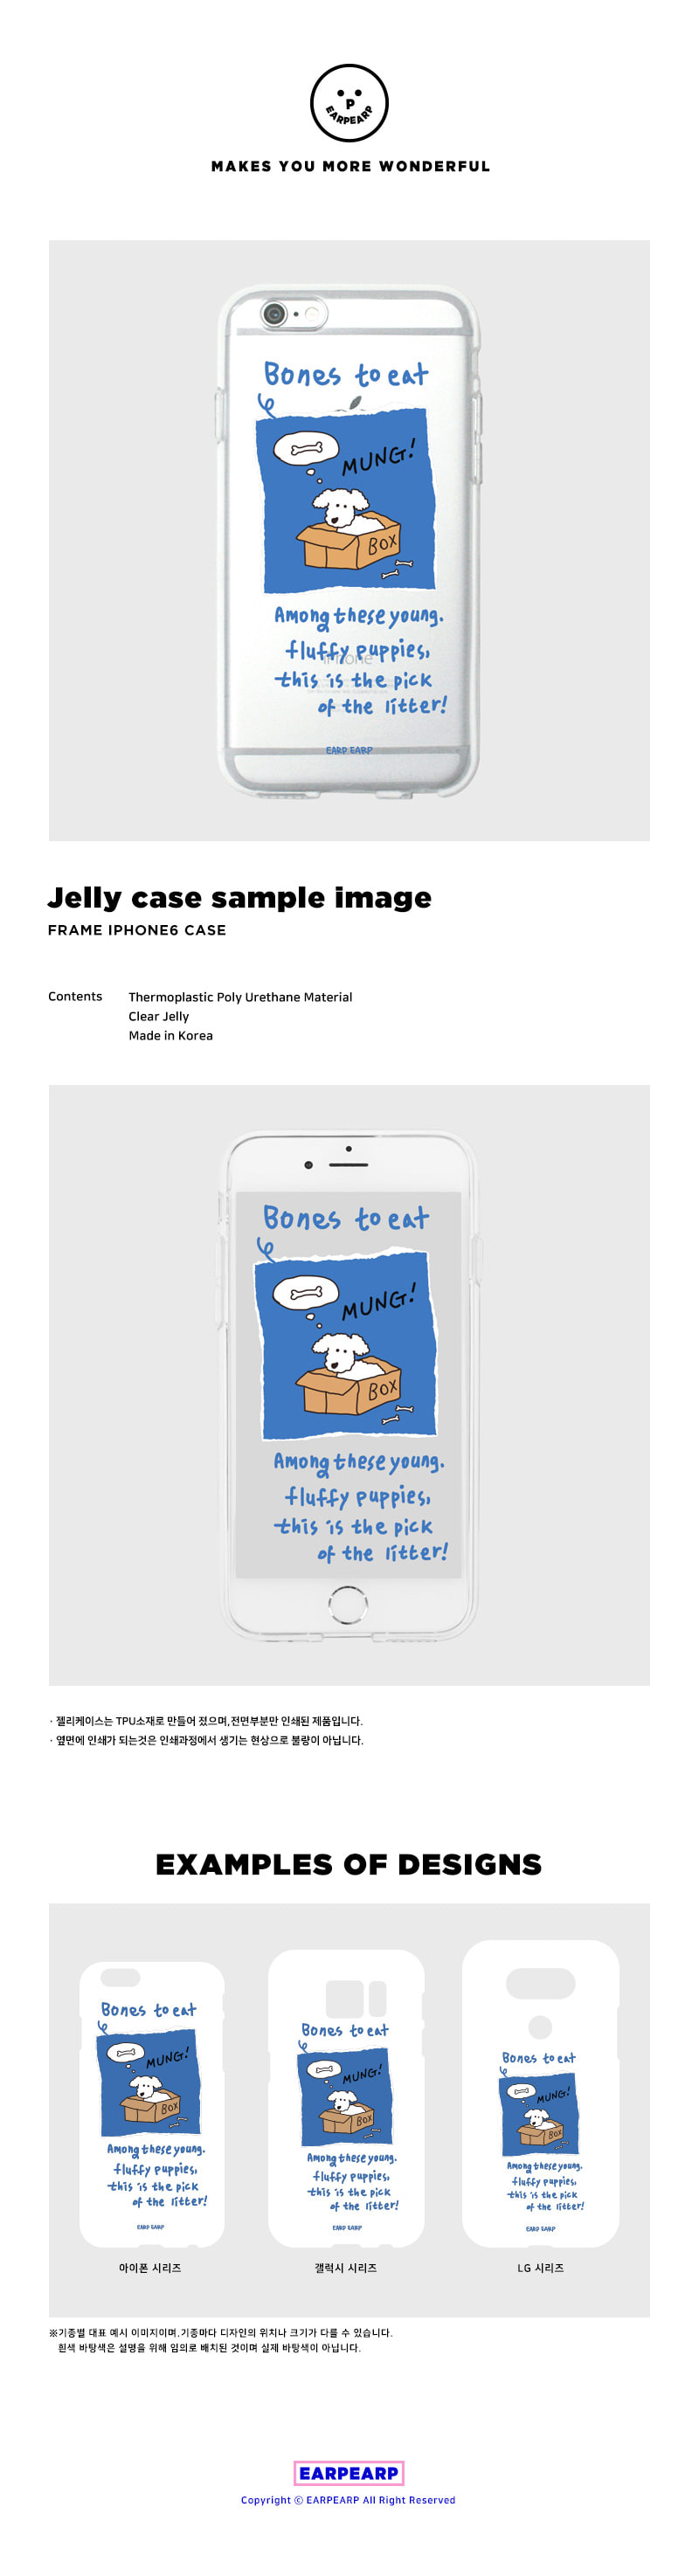 P
EARPEARP
MAKES YOU MORE WONDERFUL
Bones to eat
MUNG!
BOX
Among these young.
fluffy puppies,
iPhone
this is the pick
of the litter!
EARP EARP
Jelly case sample image
FRAME IPHONE6 CASE
Contents
Thermoplastic Poly Urethane Material
Clear Jelly
Made in Korea
Bones to eat
MUNG!
BOX
Among these young.
fluffy puppies,
this is the pick
of the litter!
· 젤리케이스는 TPU소재로 만들어 졌으며,전면부분만 인쇄된 제품입니다.
· 옆면에 인쇄가 되는것은 인쇄과정에서 생기는 현상으로 불량이 아닙니다.
EXAMPLES OF DESIGNS
Bones to eat
MUNG!
BOX
Among these young.
fluffy puppies,
this is the pick
of the litter!
EARP EARP
아이폰 시리즈
Bones to eat
MUNG!
BOX
Among these young.
fluffy puppies,
this is the pick
of the litter!
EARP EARP
갤럭시 시리즈
Bones to eat
MUNG!
BOX
Among these young.
fluffy puppies,
this is the pick
of the litter!
EARP EARP
LG 시리즈
※기종별 대표 예시 이미지이며,기종마다 디자인의 위치나 크기가 다를 수 있습니다.
흰색 바탕색은 설명을 위해 임의로 배치된 것이며 실제 바탕색이 아닙니다.
EARPEARP
Copyright ⓒ EARPEARP All Right Reserved